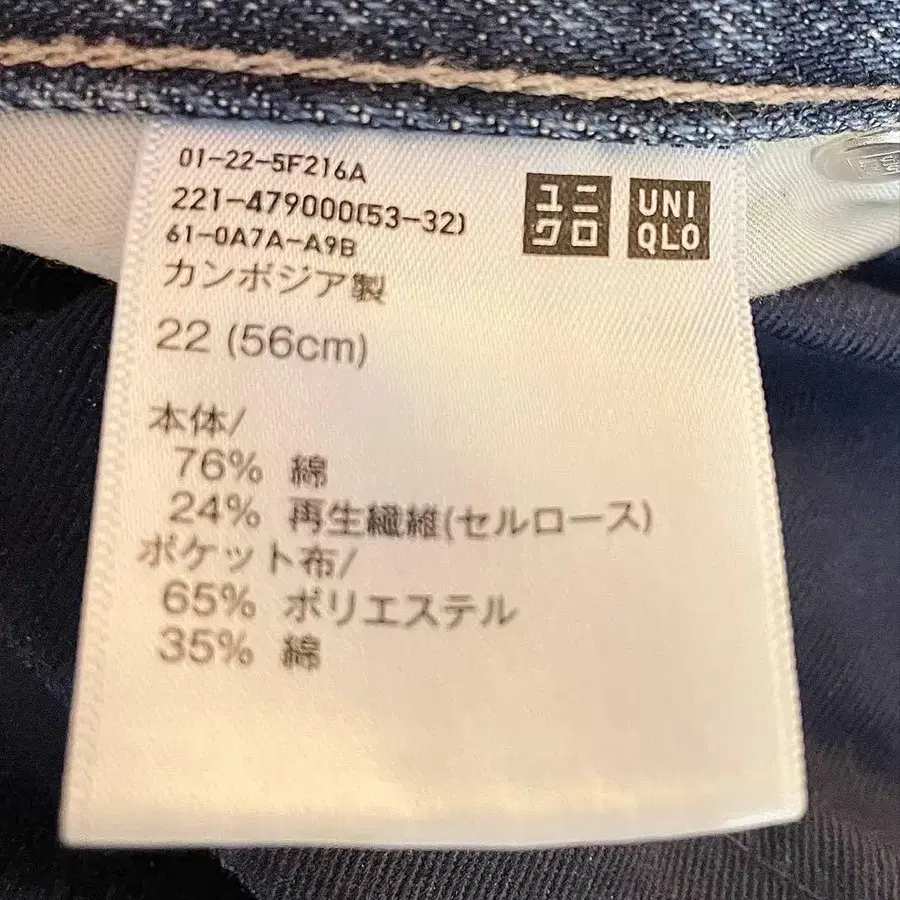 01-22-5F216A
221-479000(53-32)
61-0A7A-A9B
カンボジア製
ユニ
クロ
UNI
QLO
22 (56cm)
本体/
76% 綿
24% 再生繊維(セルロース)
ポケット布/
65% ポリエステル
35% 綿